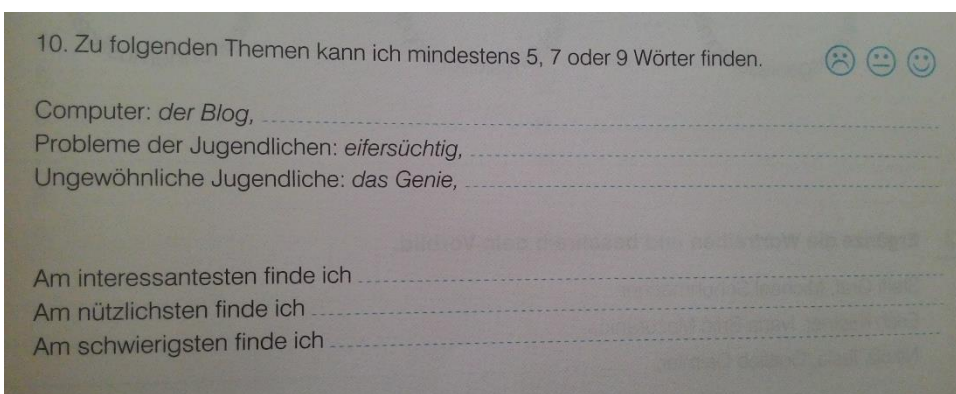 10. Zu folgenden Themen kann ich mindestens 5, 7 oder 9 Wörter finden.
Computer: der Blog,
Probleme der Jugendlichen: eifersüchtig,
Ungewöhnliche Jugendliche: das Genie,
Am interessantesten finde ich
Am nützlichsten finde ich
Am schwierigsten finde ich